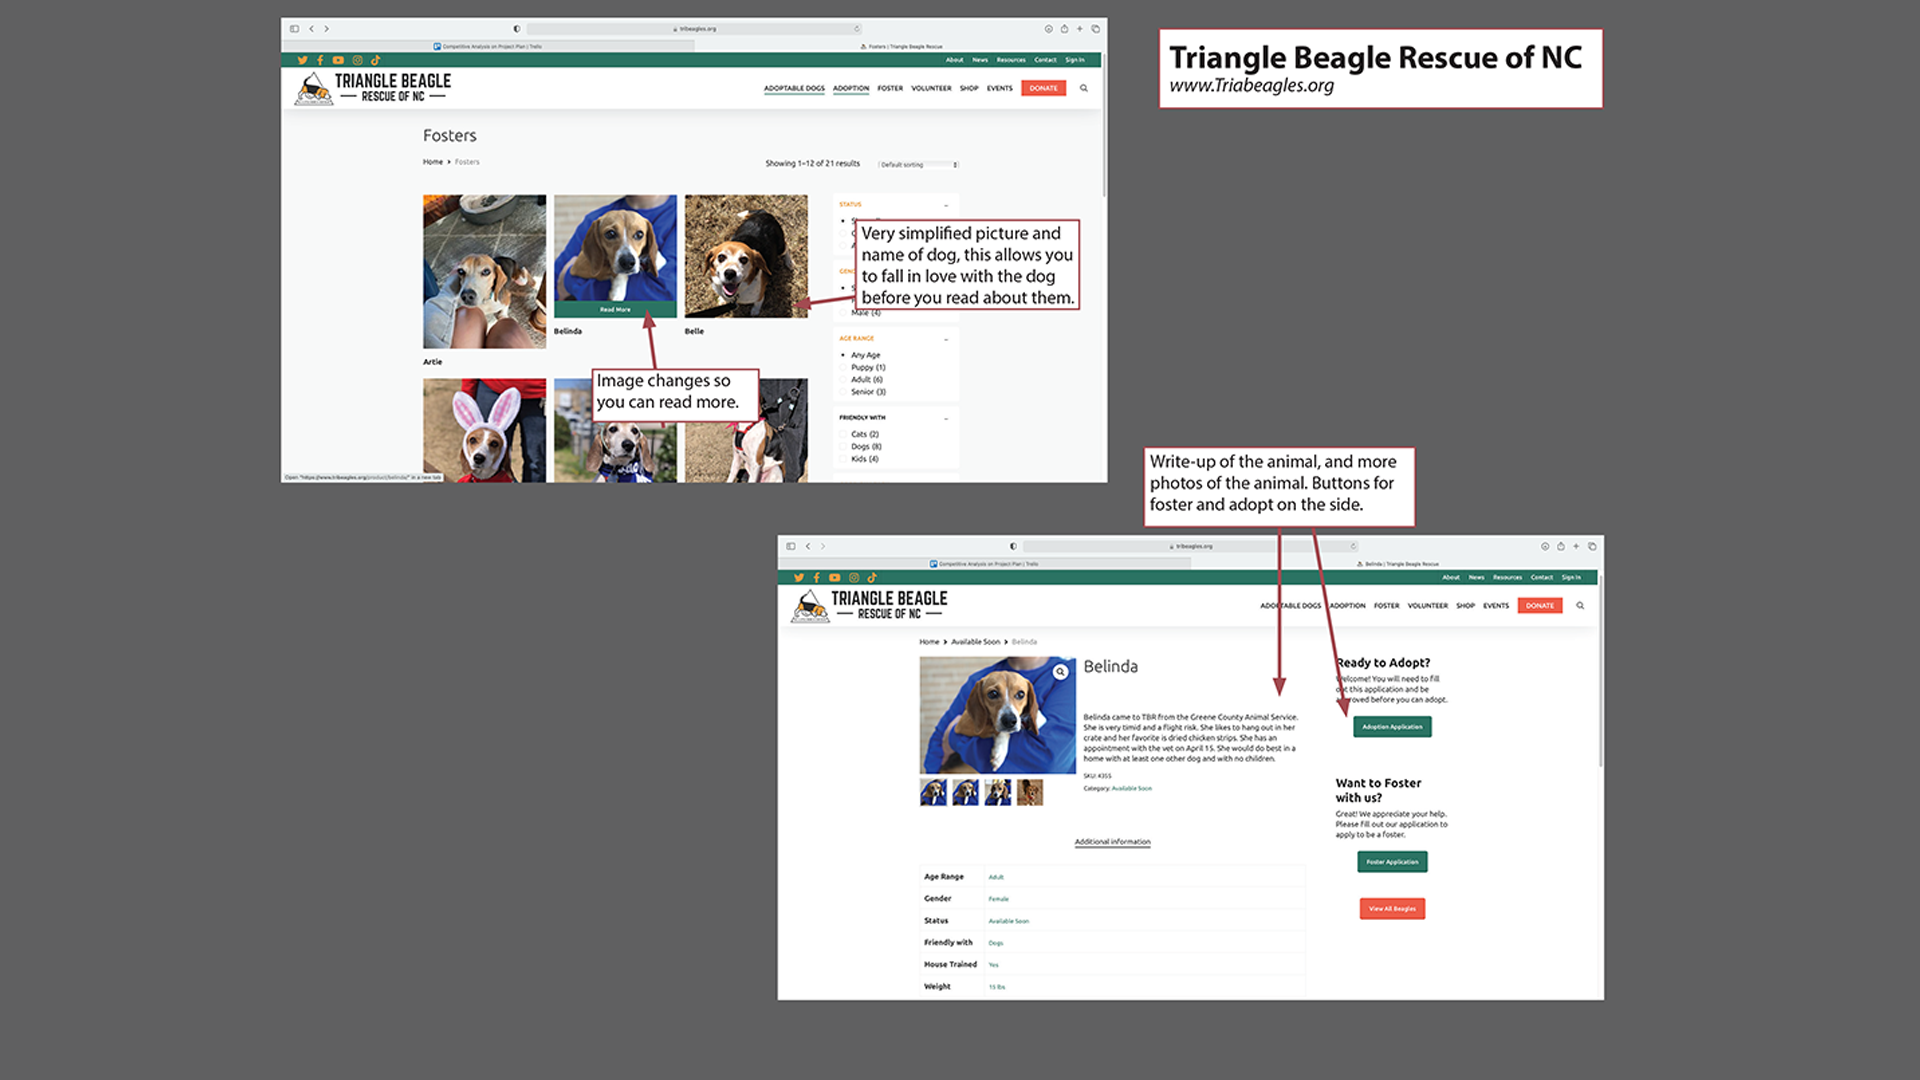 tribeagles.org
Competitive Analysis on Project Plan | Trello
Fosters | Triangle Beagle Rescue
About News Resources Contact Sign In
TRIANGLE BEAGLE
RESCUE OF NC
ADOPTABLE DOGS ADOPTION FOSTER VOLUNTEER SHOP EVENTS DONATE
Fosters
Home > Fosters
Showing 1–12 of 21 results
Default sorting
Read More
Artie
Belinda
Belle
STATUS
Male (4)
AGE RANGE
Any Age
Puppy (1)
Adult (6)
Senior (3)
FRIENDLY WITH
Cats (2)
Dogs (8)
Kids (4)
Open "https://www.tribeagles.org/product/belinda/" in a new tab
Very simplified picture and
name of dog, this allows you
to fall in love with the dog
before you read about them.
Image changes so
you can read more.
Triangle Beagle Rescue of NC
www.Triabeagles.org
Write-up of the animal, and more
photos of the animal. Buttons for
foster and adopt on the side.
tribeagles.org
Competitive Analysis on Project Plan | Trello
Belinda | Triangle Beagle Rescue
About News Resources Contact Sign In
TRIANGLE BEAGLE
RESCUE OF NC
ADOPTABLE DOGS ADOPTION FOSTER VOLUNTEER SHOP EVENTS DONATE
Home > Available Soon > Belinda
Belinda
Belinda came to TBR from the Greene County Animal Service.
She is very timid and a flight risk. She likes to hang out in her
crate and her favorite is dried chicken strips. She has an
appointment with the vet on April 15. She would do best in a
home with at least one other dog and with no children.
SKU: 4355
Category: Available Soon
Additional information
Age Range Adult
Gender Female
Status Available Soon
Friendly with Dogs
House Trained Yes
Weight 15 lbs
Ready to Adopt?
Welcome! You will need to fill
out this application and be
approved before you can adopt.
Adoption Application
Want to Foster
with us?
Great! We appreciate your help.
Please fill out our application to
apply to be a foster.
Foster Application
View All Beagles